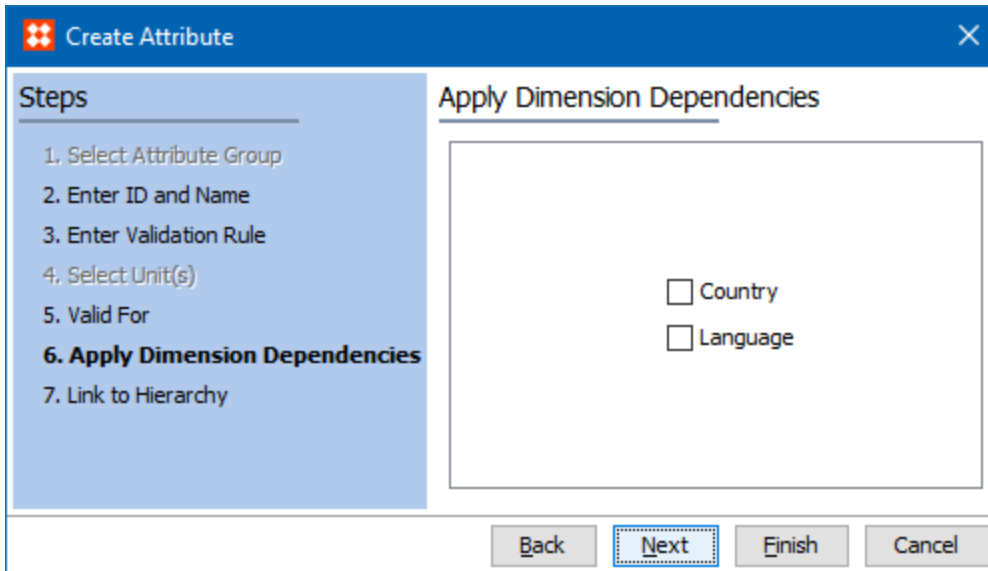 Create Attribute
Steps
1. Select Attribute Group
2. Enter ID and Name
3. Enter Validation Rule
4. Select Unit(s)
5. Valid For
6. Apply Dimension Dependencies
7. Link to Hierarchy
Apply Dimension Dependencies
Country
Language
Back
Next
Finish
Cancel